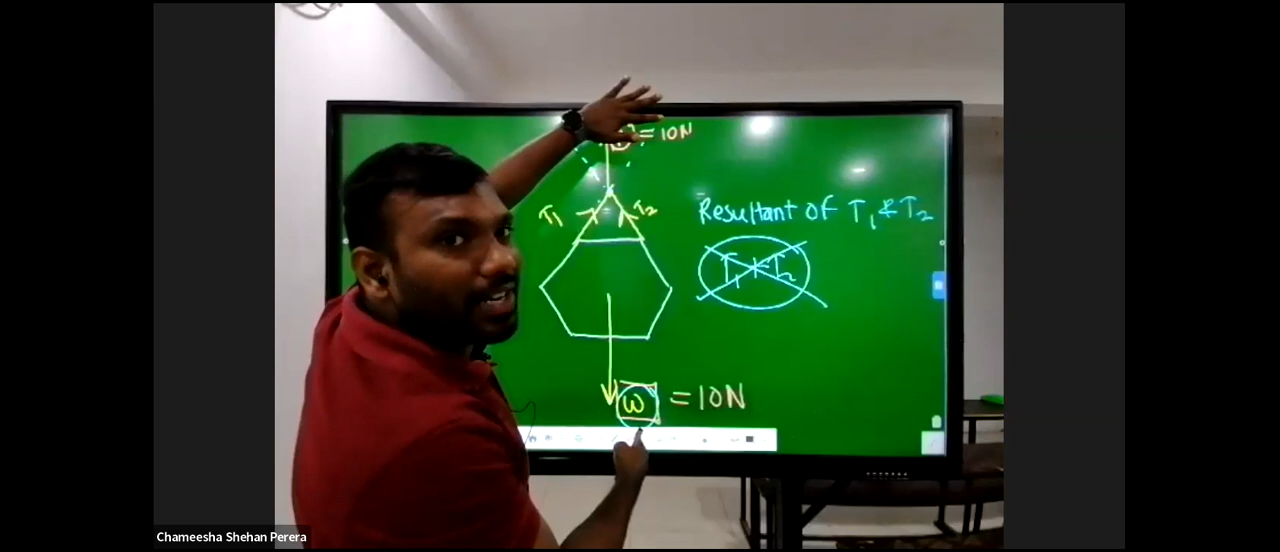 = 10N
T₁ T₂
Resultant of T₁ & T₂
T₁ + T₂
W = 10N
Chameesha Shehan Perera